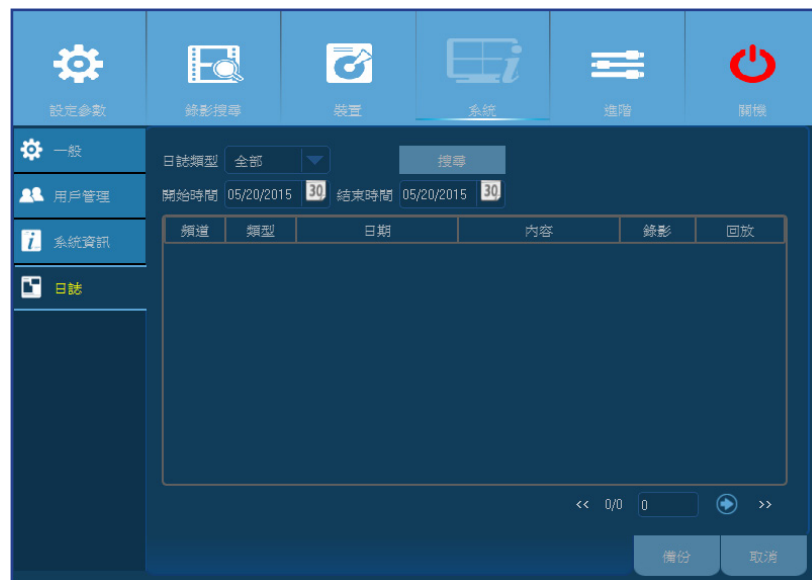 設定參數 錄影搜尋 裝置 系統 進階 關機
一般
用戶管理
系統資訊
日誌
日誌類型 全部 搜尋
開始時間 05/20/2015 30 結束時間 05/20/2015 30
頻道 類型 日期 內容 錄影 回放
<< 0/0 0 >>
備份 取消